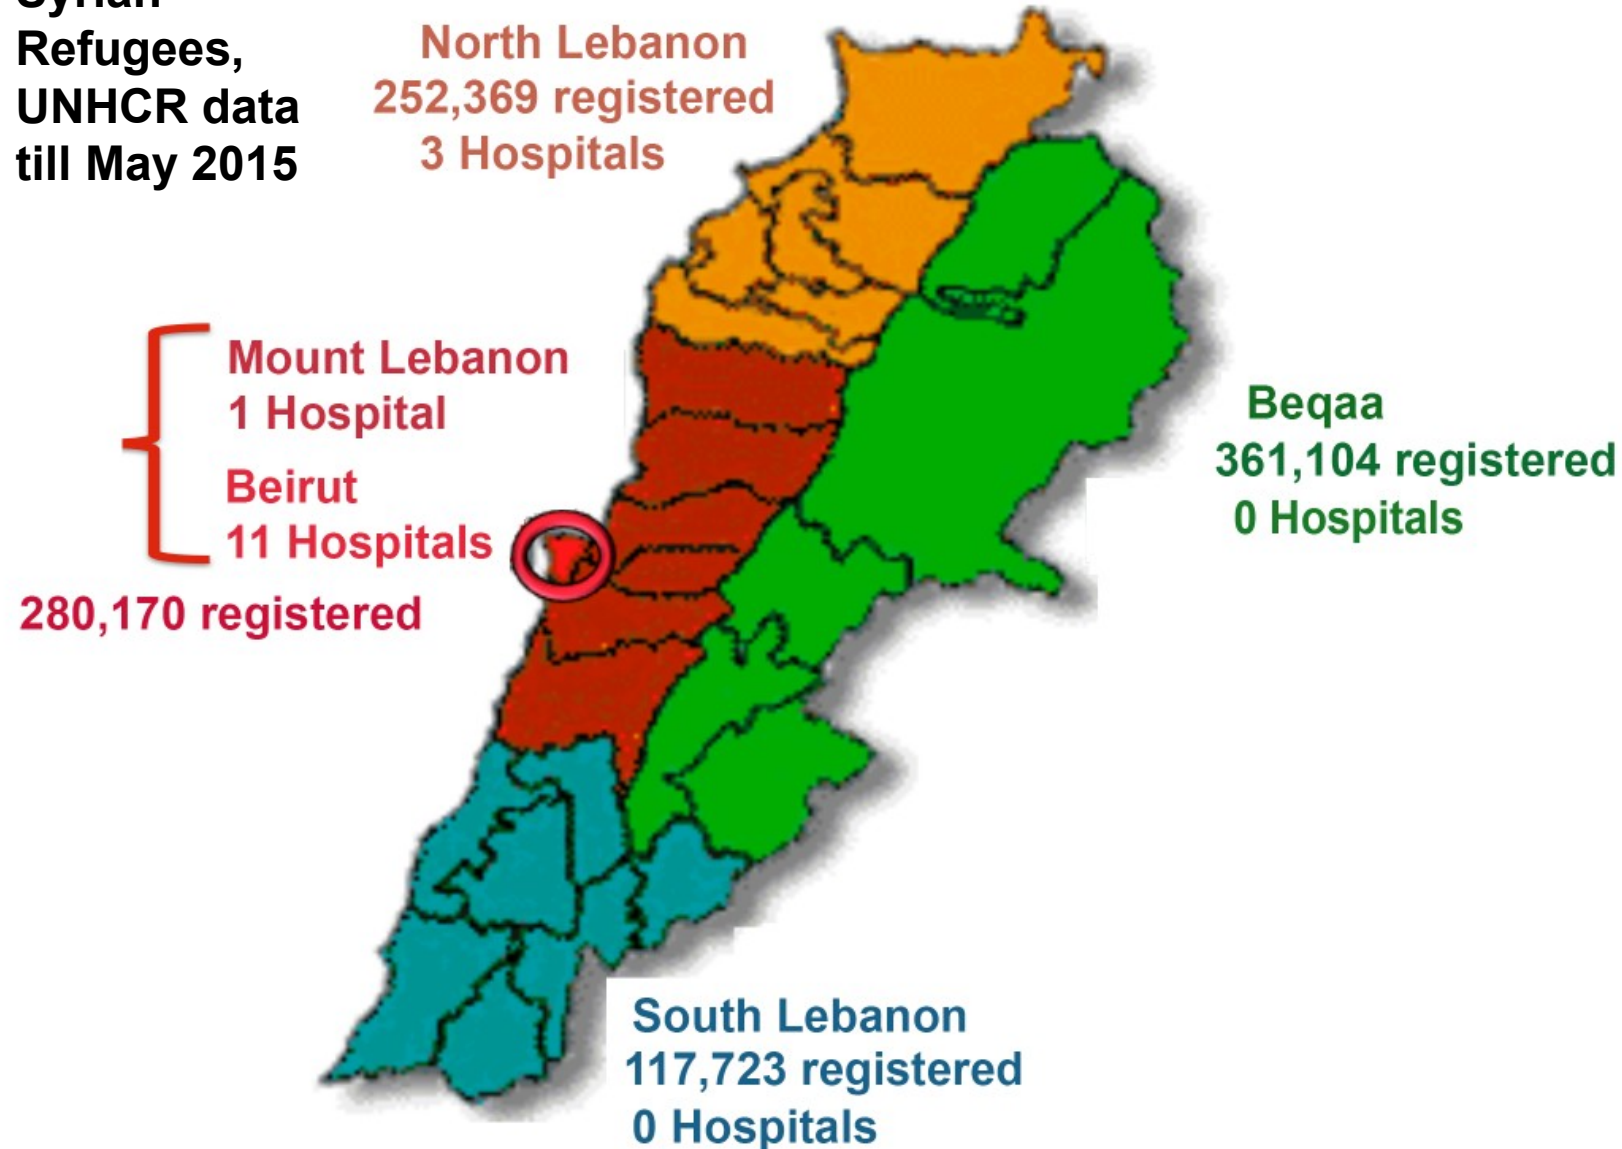 Syrian
Refugees,
UNHCR data
till May 2015
North Lebanon
252,369 registered
3 Hospitals
Mount Lebanon
1 Hospital
Beirut
11 Hospitals
280,170 registered
Beqaa
361,104 registered
0 Hospitals
South Lebanon
117,723 registered
0 Hospitals